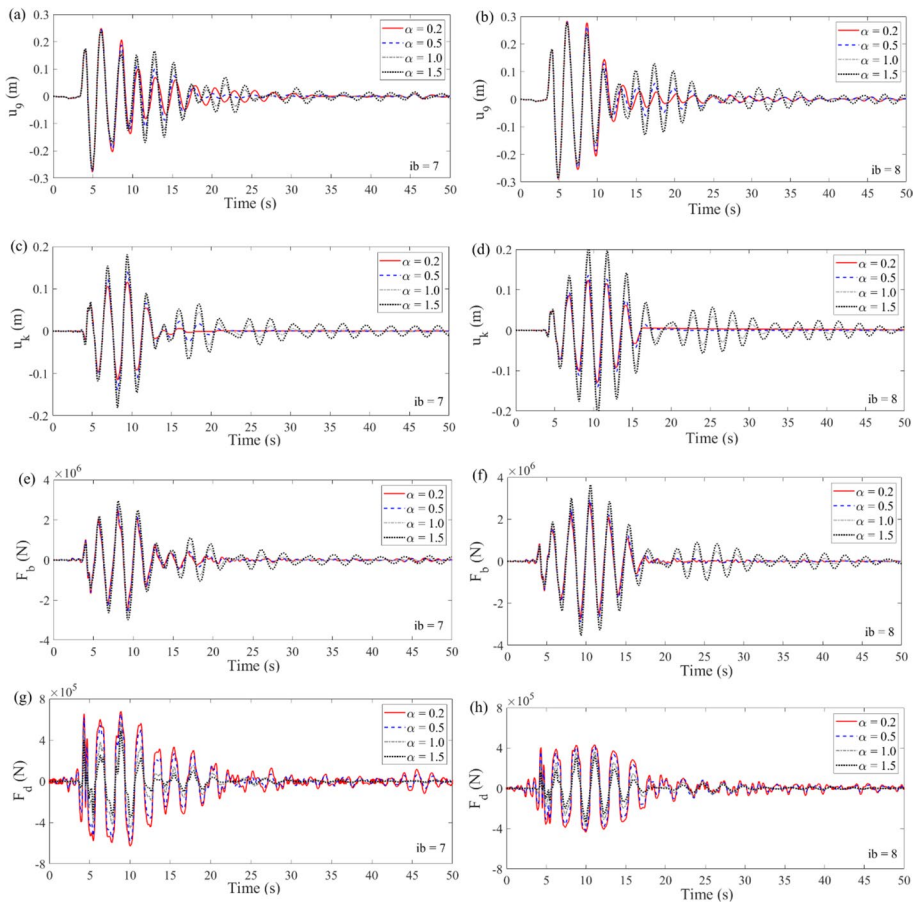 (a)
0.3
0.2
0.1
0
-0.1
-0.2
-0.3
u9 (m)
α = 0.2
α = 0.5
α = 1.0
α = 1.5
ib = 7
0 5 10 15 20 25 30 35 40 45 50
Time (s)
(b)
0.3
0.2
0.1
0
-0.1
-0.2
-0.3
u9 (m)
α = 0.2
α = 0.5
α = 1.0
α = 1.5
ib = 8
0 5 10 15 20 25 30 35 40 45 50
Time (s)
(c)
0.2
0.1
0
-0.1
-0.2
uk (m)
α = 0.2
α = 0.5
α = 1.0
α = 1.5
ib = 7
0 5 10 15 20 25 30 35 40 45 50
Time (s)
(d)
0.2
0.1
0
-0.1
-0.2
uk (m)
α = 0.2
α = 0.5
α = 1.0
α = 1.5
ib = 8
0 5 10 15 20 25 30 35 40 45 50
Time (s)
(e)
×10^6
4
2
0
-2
4
Fb (N)
α = 0.2
α = 0.5
α = 1.0
α = 1.5
ib = 7
0 5 10 15 20 25 30 35 40 45 50
Time (s)
(f)
×10^6
4
2
0
-2
-4
Fb (N)
α = 0.2
α = 0.5
α = 1.0
α = 1.5
ib = 8
0 5 10 15 20 25 30 35 40 45 50
Time (s)
(g)
×10^5
8
4
0
-4
-8
Fd (N)
α = 0.2
α = 0.5
α = 1.0
α = 1.5
ib = 7
0 5 10 15 20 25 30 35 40 45 50
Time (s)
(h)
×10^5
8
4
0
-4
-8
Fd (N)
α = 0.2
α = 0.5
α = 1.0
α = 1.5
ib = 8
0 5 10 15 20 25 30 35 40 45 50
Time (s)